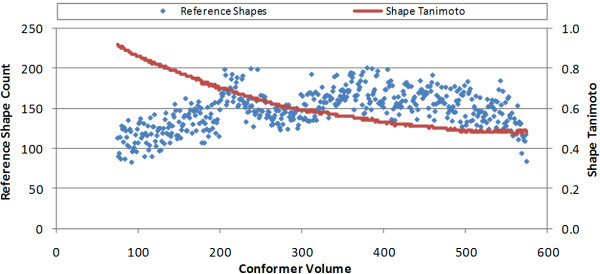 Reference Shapes Shape Tanimoto
250 1.0
200 0.8
150 0.6
100 0.4
50 0.2
0 0.0
0 100 200 300 400 500 600
Conformer Volume
Reference Shape Count
Shape Tanimoto